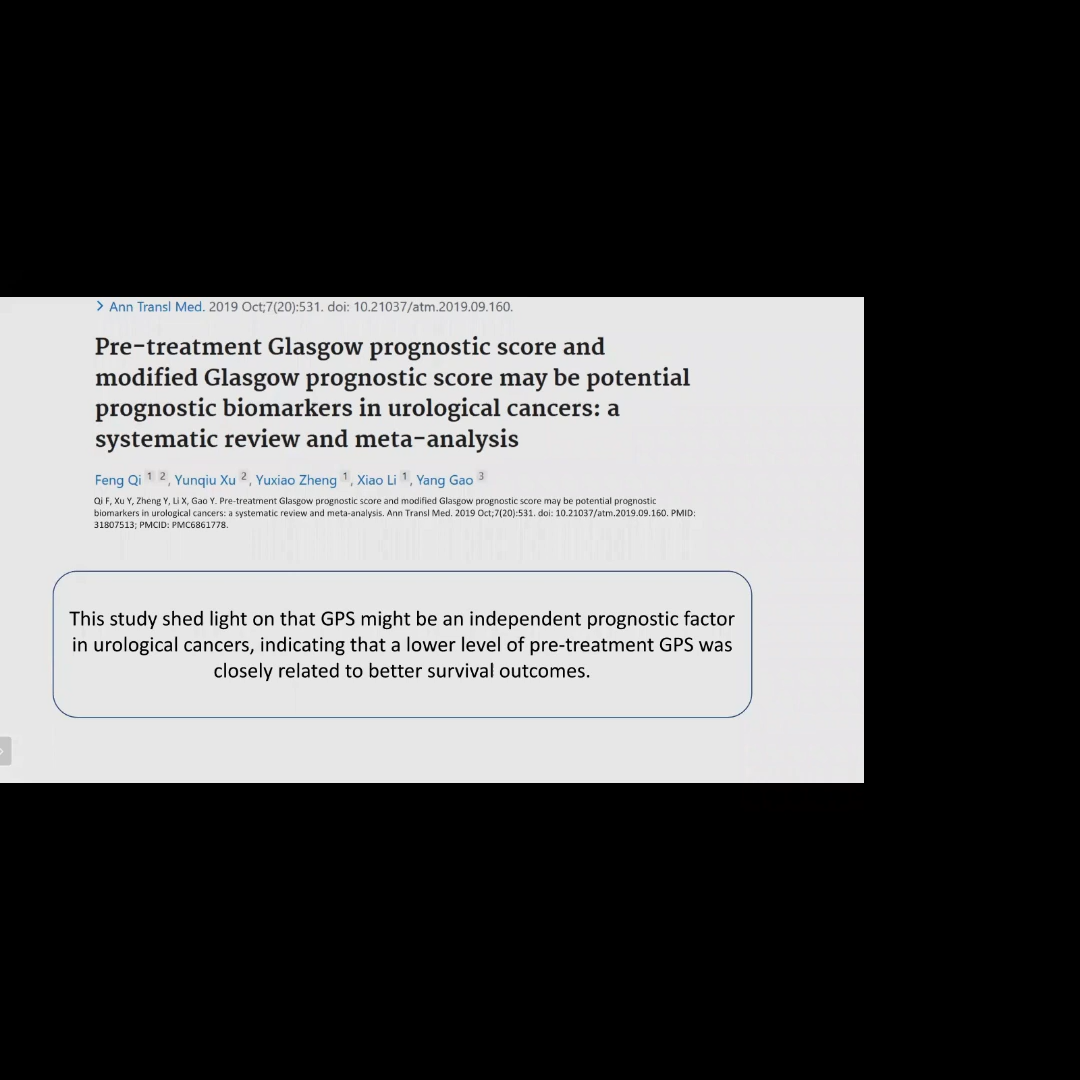 > Ann Transl Med. 2019 Oct;7(20):531. doi: 10.21037/atm.2019.09.160.
Pre-treatment Glasgow prognostic score and
modified Glasgow prognostic score may be potential
prognostic biomarkers in urological cancers: a
systematic review and meta-analysis
Feng Qi 1 2, Yunqiu Xu 2, Yuxiao Zheng 1, Xiao Li 1, Yang Gao 3
Qi F, Xu Y, Zheng Y, Li X, Gao Y. Pre-treatment Glasgow prognostic score and modified Glasgow prognostic score may be potential prognostic
biomarkers in urological cancers: a systematic review and meta-analysis. Ann Transl Med. 2019 Oct;7(20):531. doi: 10.21037/atm.2019.09.160. PMID:
31807513; PMCID: PMC6861778.
This study shed light on that GPS might be an independent prognostic factor
in urological cancers, indicating that a lower level of pre-treatment GPS was
closely related to better survival outcomes.